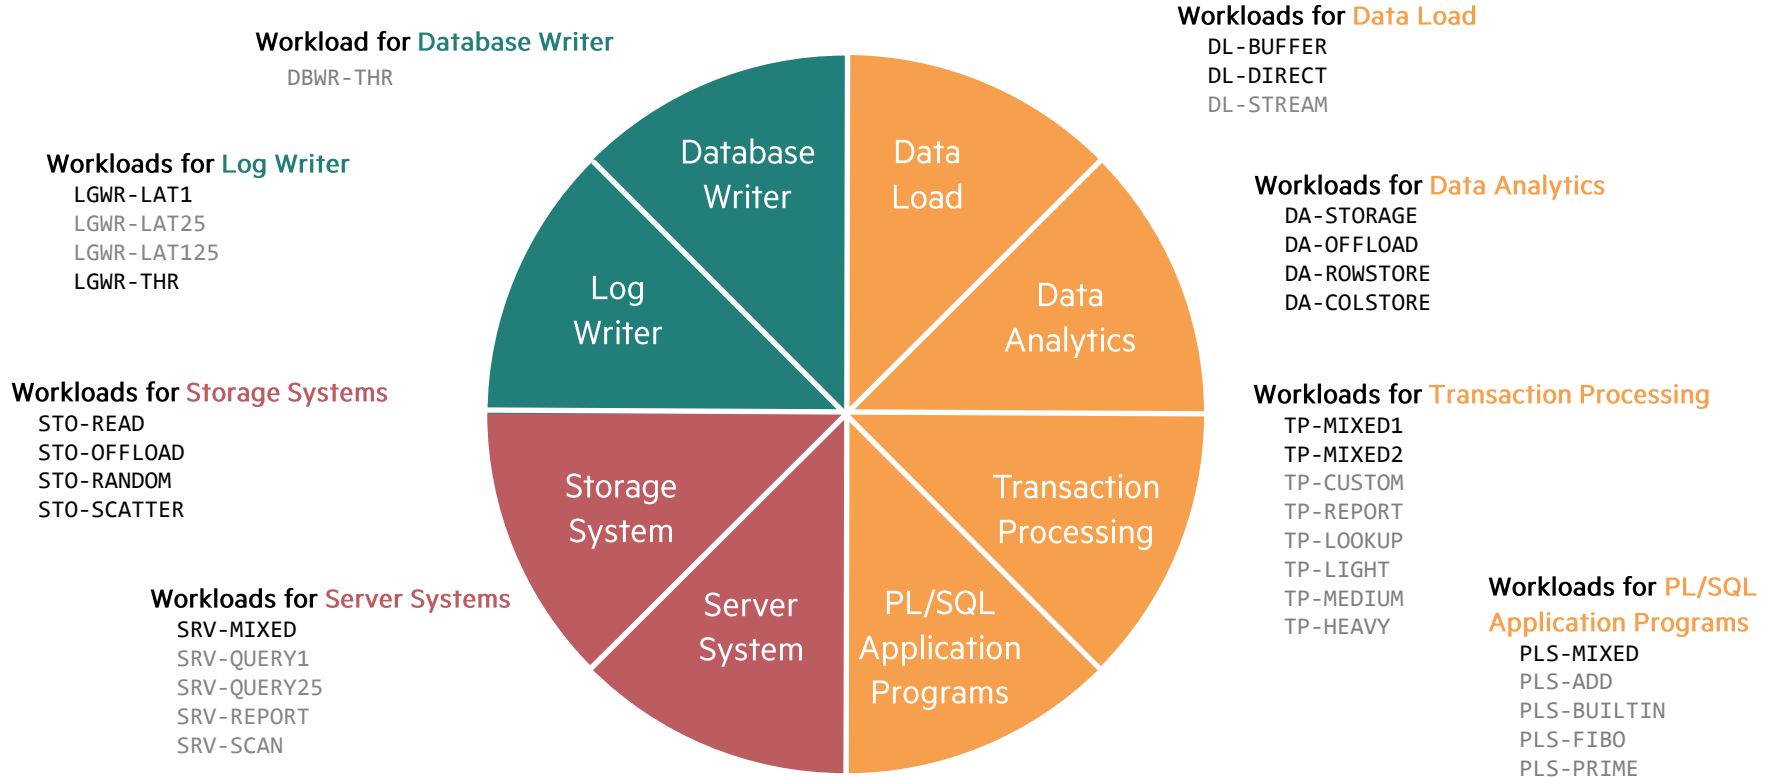 Workload for Database Writer
DBWR-THR
Workloads for Log Writer
LGWR-LAT1
LGWR-LAT25
LGWR-LAT125
LGWR-THR
Workloads for Storage Systems
STO-READ
STO-OFFLOAD
STO-RANDOM
STO-SCATTER
Workloads for Server Systems
SRV-MIXED
SRV-QUERY1
SRV-QUERY25
SRV-REPORT
SRV-SCAN
Database
Writer
Data
Load
Log
Writer
Data
Analytics
Storage
System
Transaction
Processing
Server
System
PL/SQL
Application
Programs
Workloads for Data Load
DL-BUFFER
DL-DIRECT
DL-STREAM
Workloads for Data Analytics
DA-STORAGE
DA-OFFLOAD
DA-ROWSTORE
DA-COLSTORE
Workloads for Transaction Processing
TP-MIXED1
TP-MIXED2
TP-CUSTOM
TP-REPORT
TP-LOOKUP
TP-LIGHT
TP-MEDIUM
TP-HEAVY
Workloads for PL/SQL
Application Programs
PLS-MIXED
PLS-ADD
PLS-BUILTIN
PLS-FIBO
PLS-PRIME